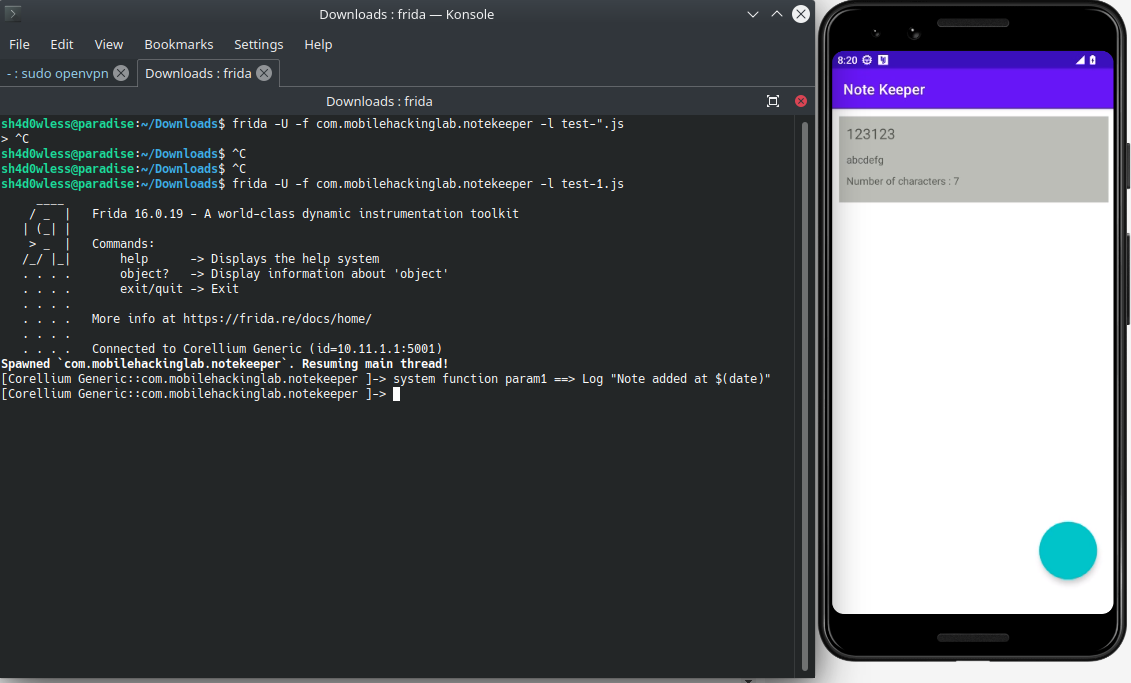 Downloads : frida — Konsole
File Edit View Bookmarks Settings Help
- : sudo openvpn
Downloads : frida
Downloads : frida
sh4d0wless@paradise:~/Downloads$ frida -U -f com.mobilehackinglab.notekeeper -l test-".js
> ^C
sh4d0wless@paradise:~/Downloads$ ^C
sh4d0wless@paradise:~/Downloads$ ^C
sh4d0wless@paradise:~/Downloads$ frida -U -f com.mobilehackinglab.notekeeper -l test-1.js
     ____
    / _  |   Frida 16.0.19 - A world-class dynamic instrumentation toolkit
   | (_| |
    > _  |   Commands:
   /_/ |_|       help      -> Displays the help system
   . . . .       object?   -> Display information about 'object'
   . . . .       exit/quit -> Exit
   . . . .
   . . . .   More info at https://frida.re/docs/home/
   . . . .
   . . . .   Connected to Corellium Generic (id=10.11.1.1:5001)
Spawned `com.mobilehackinglab.notekeeper`. Resuming main thread!
[Corellium Generic::com.mobilehackinglab.notekeeper ]-> system function param1 ==> Log "Note added at $(date)"
[Corellium Generic::com.mobilehackinglab.notekeeper ]->
8:20
Note Keeper
123123
abcdefg
Number of characters : 7